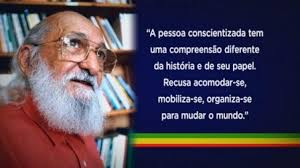 "A pessoa conscientizada tem
uma compreensão diferente
da história e de seu papel.
Recusa acomodar-se,
mobiliza-se, organiza-se
para mudar o mundo."